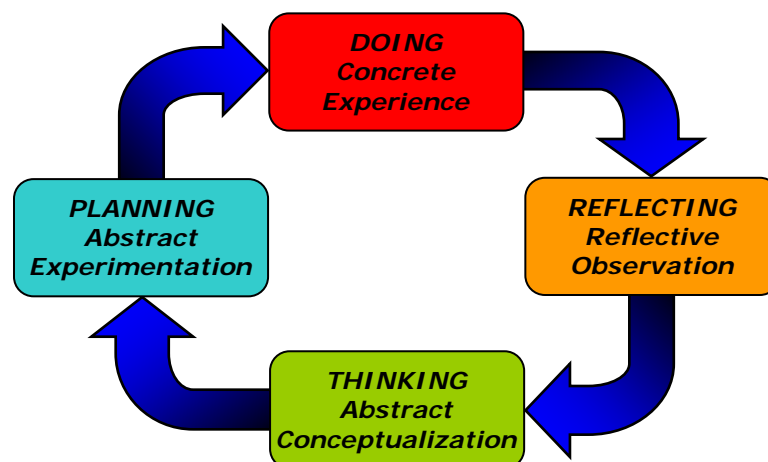 DOING
Concrete
Experience
REFLECTING
Reflective
Observation
THINKING
Abstract
Conceptualization
PLANNING
Abstract
Experimentation